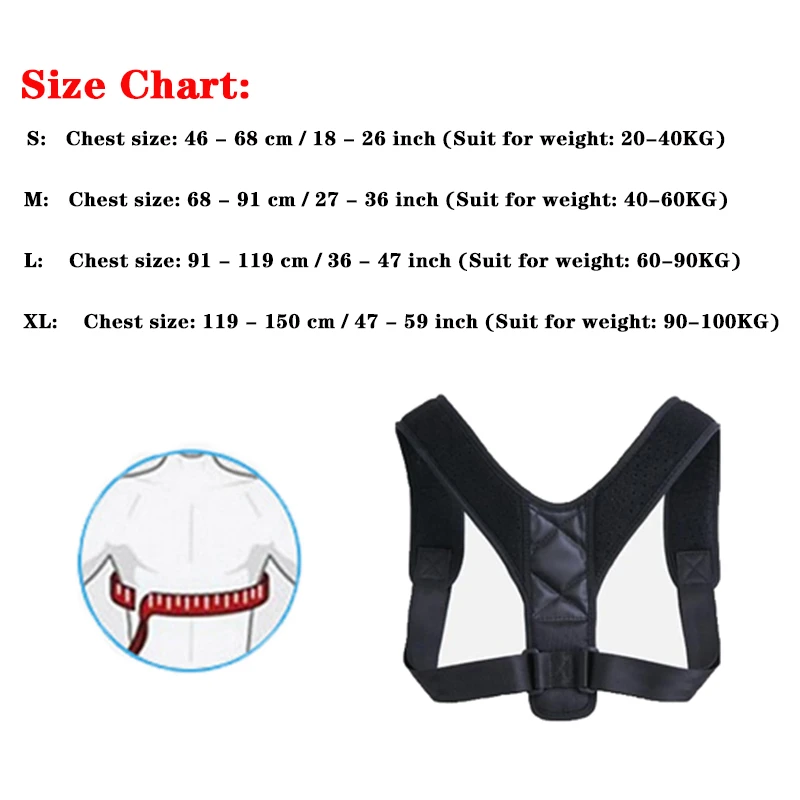 Size Chart:
S: Chest size: 46 – 68 cm / 18 – 26 inch (Suit for weight: 20-40KG)
M: Chest size: 68 – 91 cm / 27 – 36 inch (Suit for weight: 40-60KG)
L: Chest size: 91 – 119 cm / 36 – 47 inch (Suit for weight: 60-90KG)
XL: Chest size: 119 – 150 cm / 47 – 59 inch (Suit for weight: 90-100KG)